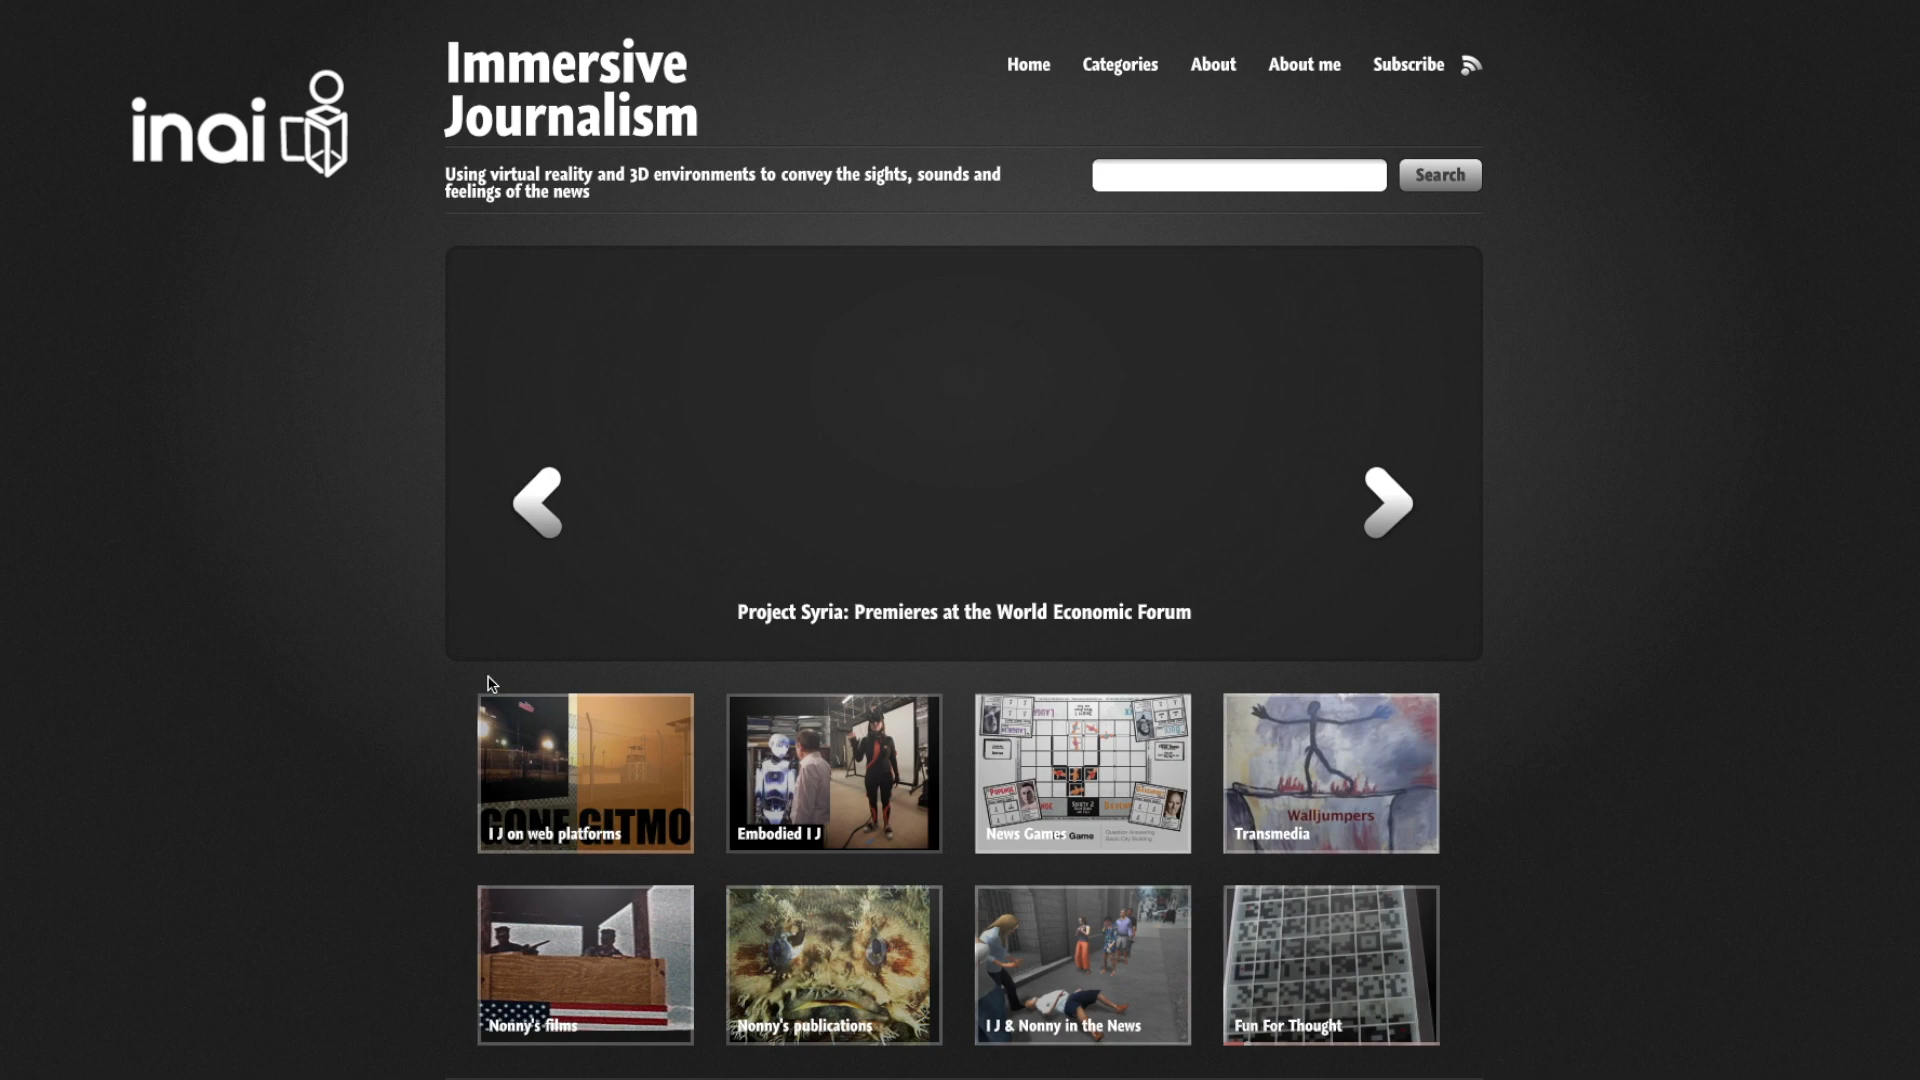 inai
Immersive
Journalism
Home
Categories
About
About me
Subscribe
Using virtual reality and 3D environments to convey the sights, sounds and
feelings of the news
Search
Project Syria: Premieres at the World Economic Forum
GONE GITMO
I J on web platforms
Embodied I J
News Games
Game
Walljumpers
Transmedia
Nonny's films
Nonny's publications
I J & Nonny in the News
Fun For Thought